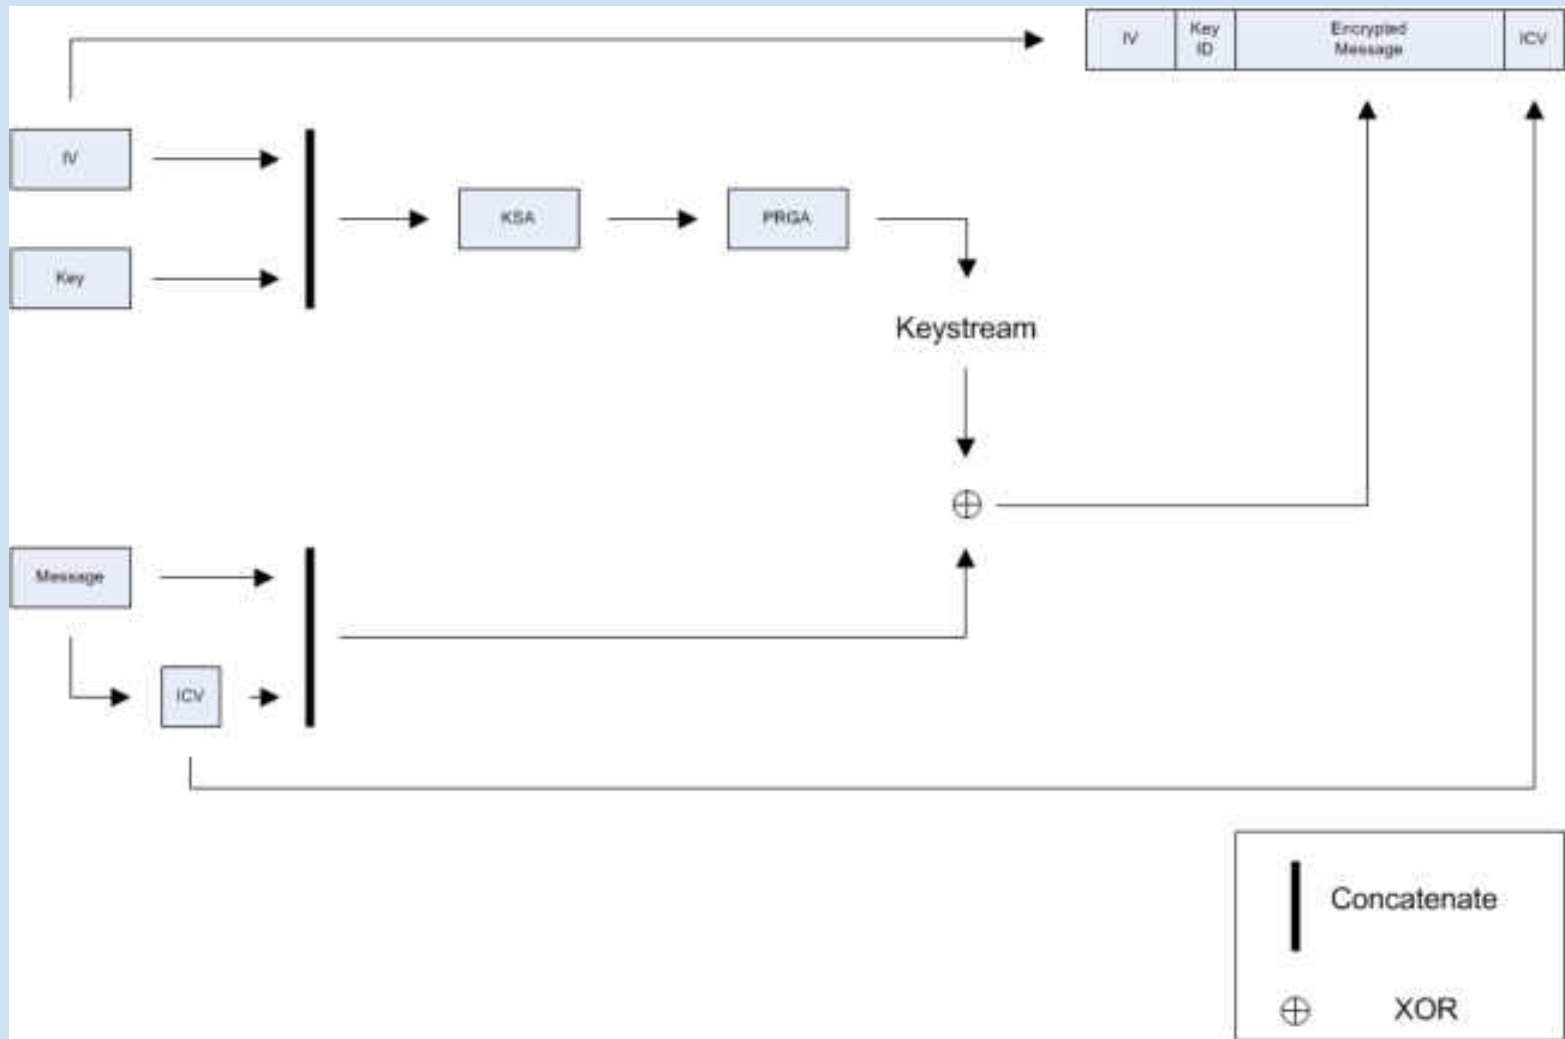 IV
Key
ID
Encrypted
Message
ICV
IV
KSA
PRGA
Key
Keystream
Message
ICV
Concatenate
XOR